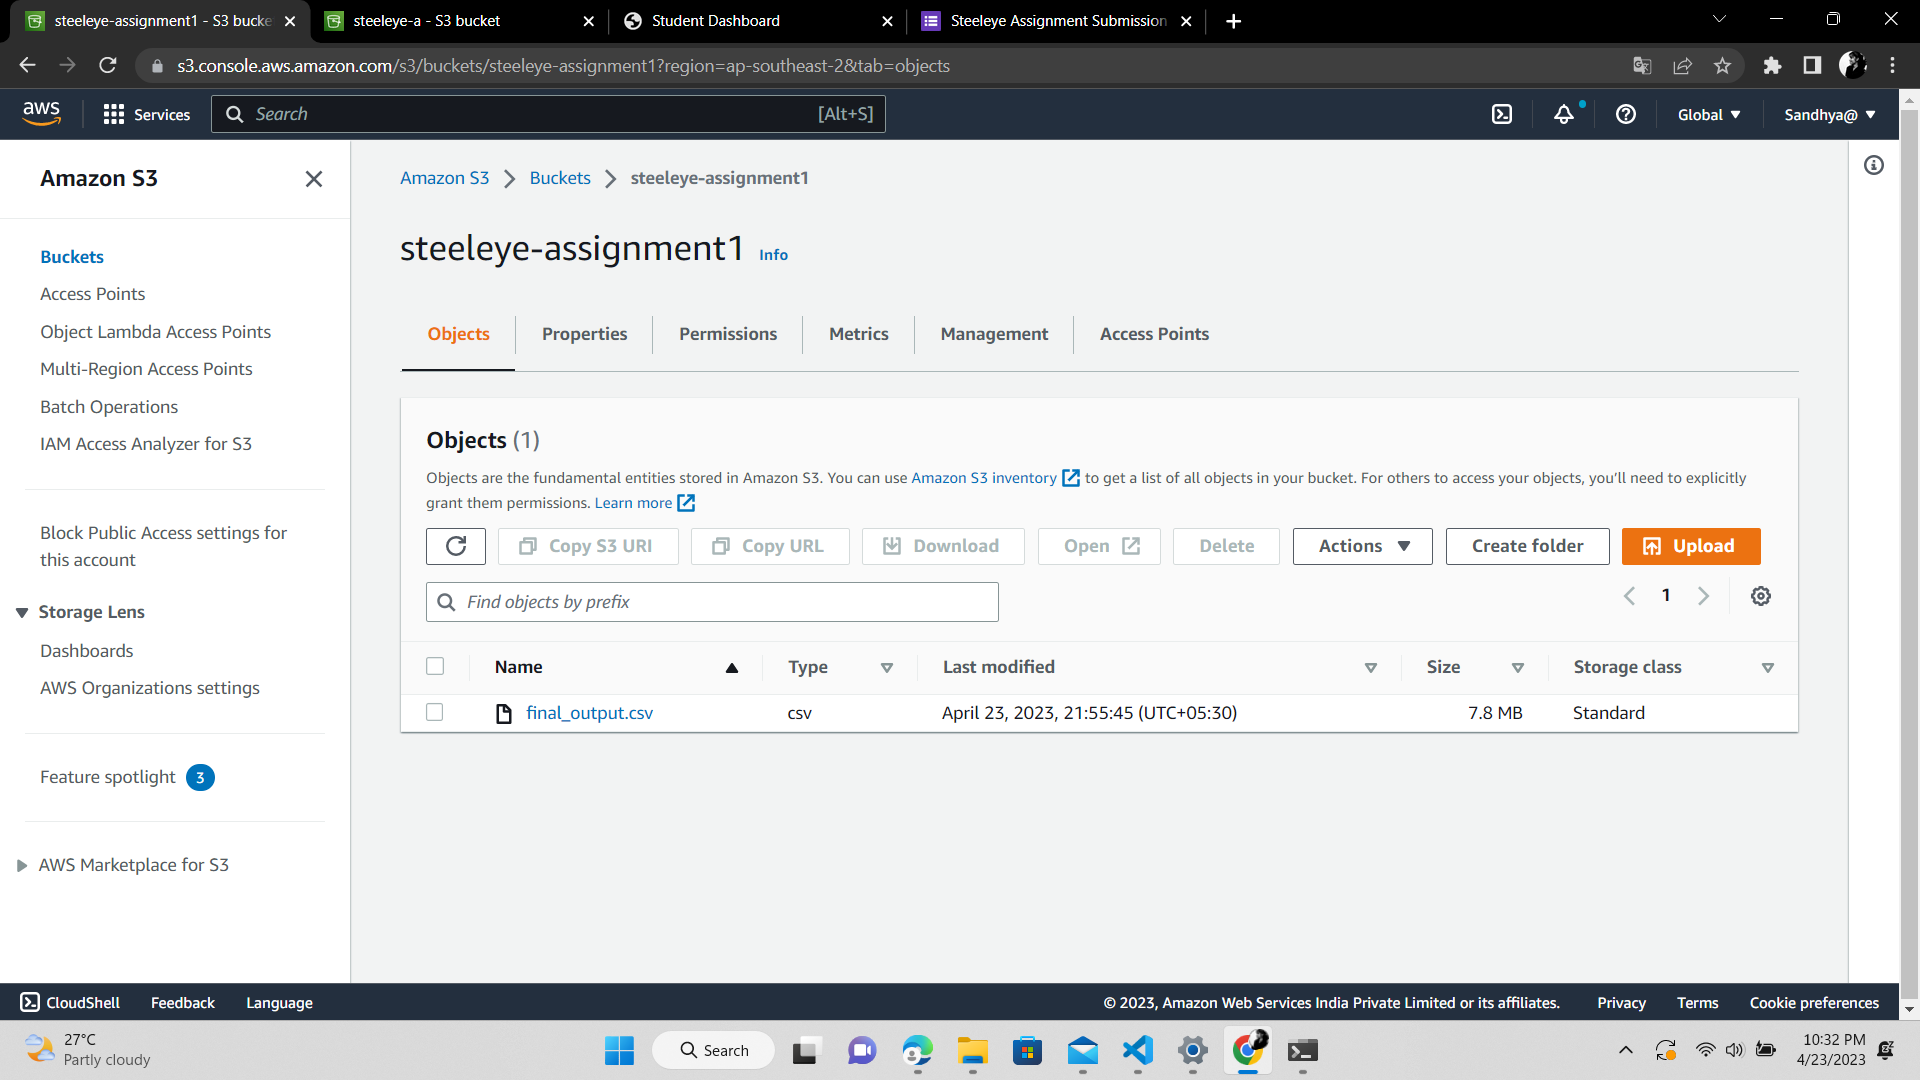 steeleye-assignment1 - S3 bucke
steeleye-a - S3 bucket
Student Dashboard
Steeleye Assignment Submission
s3.console.aws.amazon.com/s3/buckets/steeleye-assignment1?region=ap-southeast-2&tab=objects
aws
Services
Search
[Alt+S]
Global
Sandhya@
Amazon S3
Buckets
Access Points
Object Lambda Access Points
Multi-Region Access Points
Batch Operations
IAM Access Analyzer for S3
Block Public Access settings for
this account
Storage Lens
Dashboards
AWS Organizations settings
Feature spotlight 3
AWS Marketplace for S3
Amazon S3 > Buckets > steeleye-assignment1
steeleye-assignment1 Info
Objects
Properties
Permissions
Metrics
Management
Access Points
Objects (1)
Objects are the fundamental entities stored in Amazon S3. You can use Amazon S3 inventory to get a list of all objects in your bucket. For others to access your objects, you’ll need to explicitly
grant them permissions. Learn more
Copy S3 URI
Copy URL
Download
Open
Delete
Actions
Create folder
Upload
Find objects by prefix
1
Name
Type
Last modified
Size
Storage class
final_output.csv
csv
April 23, 2023, 21:55:45 (UTC+05:30)
7.8 MB
Standard
CloudShell
Feedback
Language
© 2023, Amazon Web Services India Private Limited or its affiliates.
Privacy
Terms
Cookie preferences
27°C
Partly cloudy
Search
10:32 PM
4/23/2023